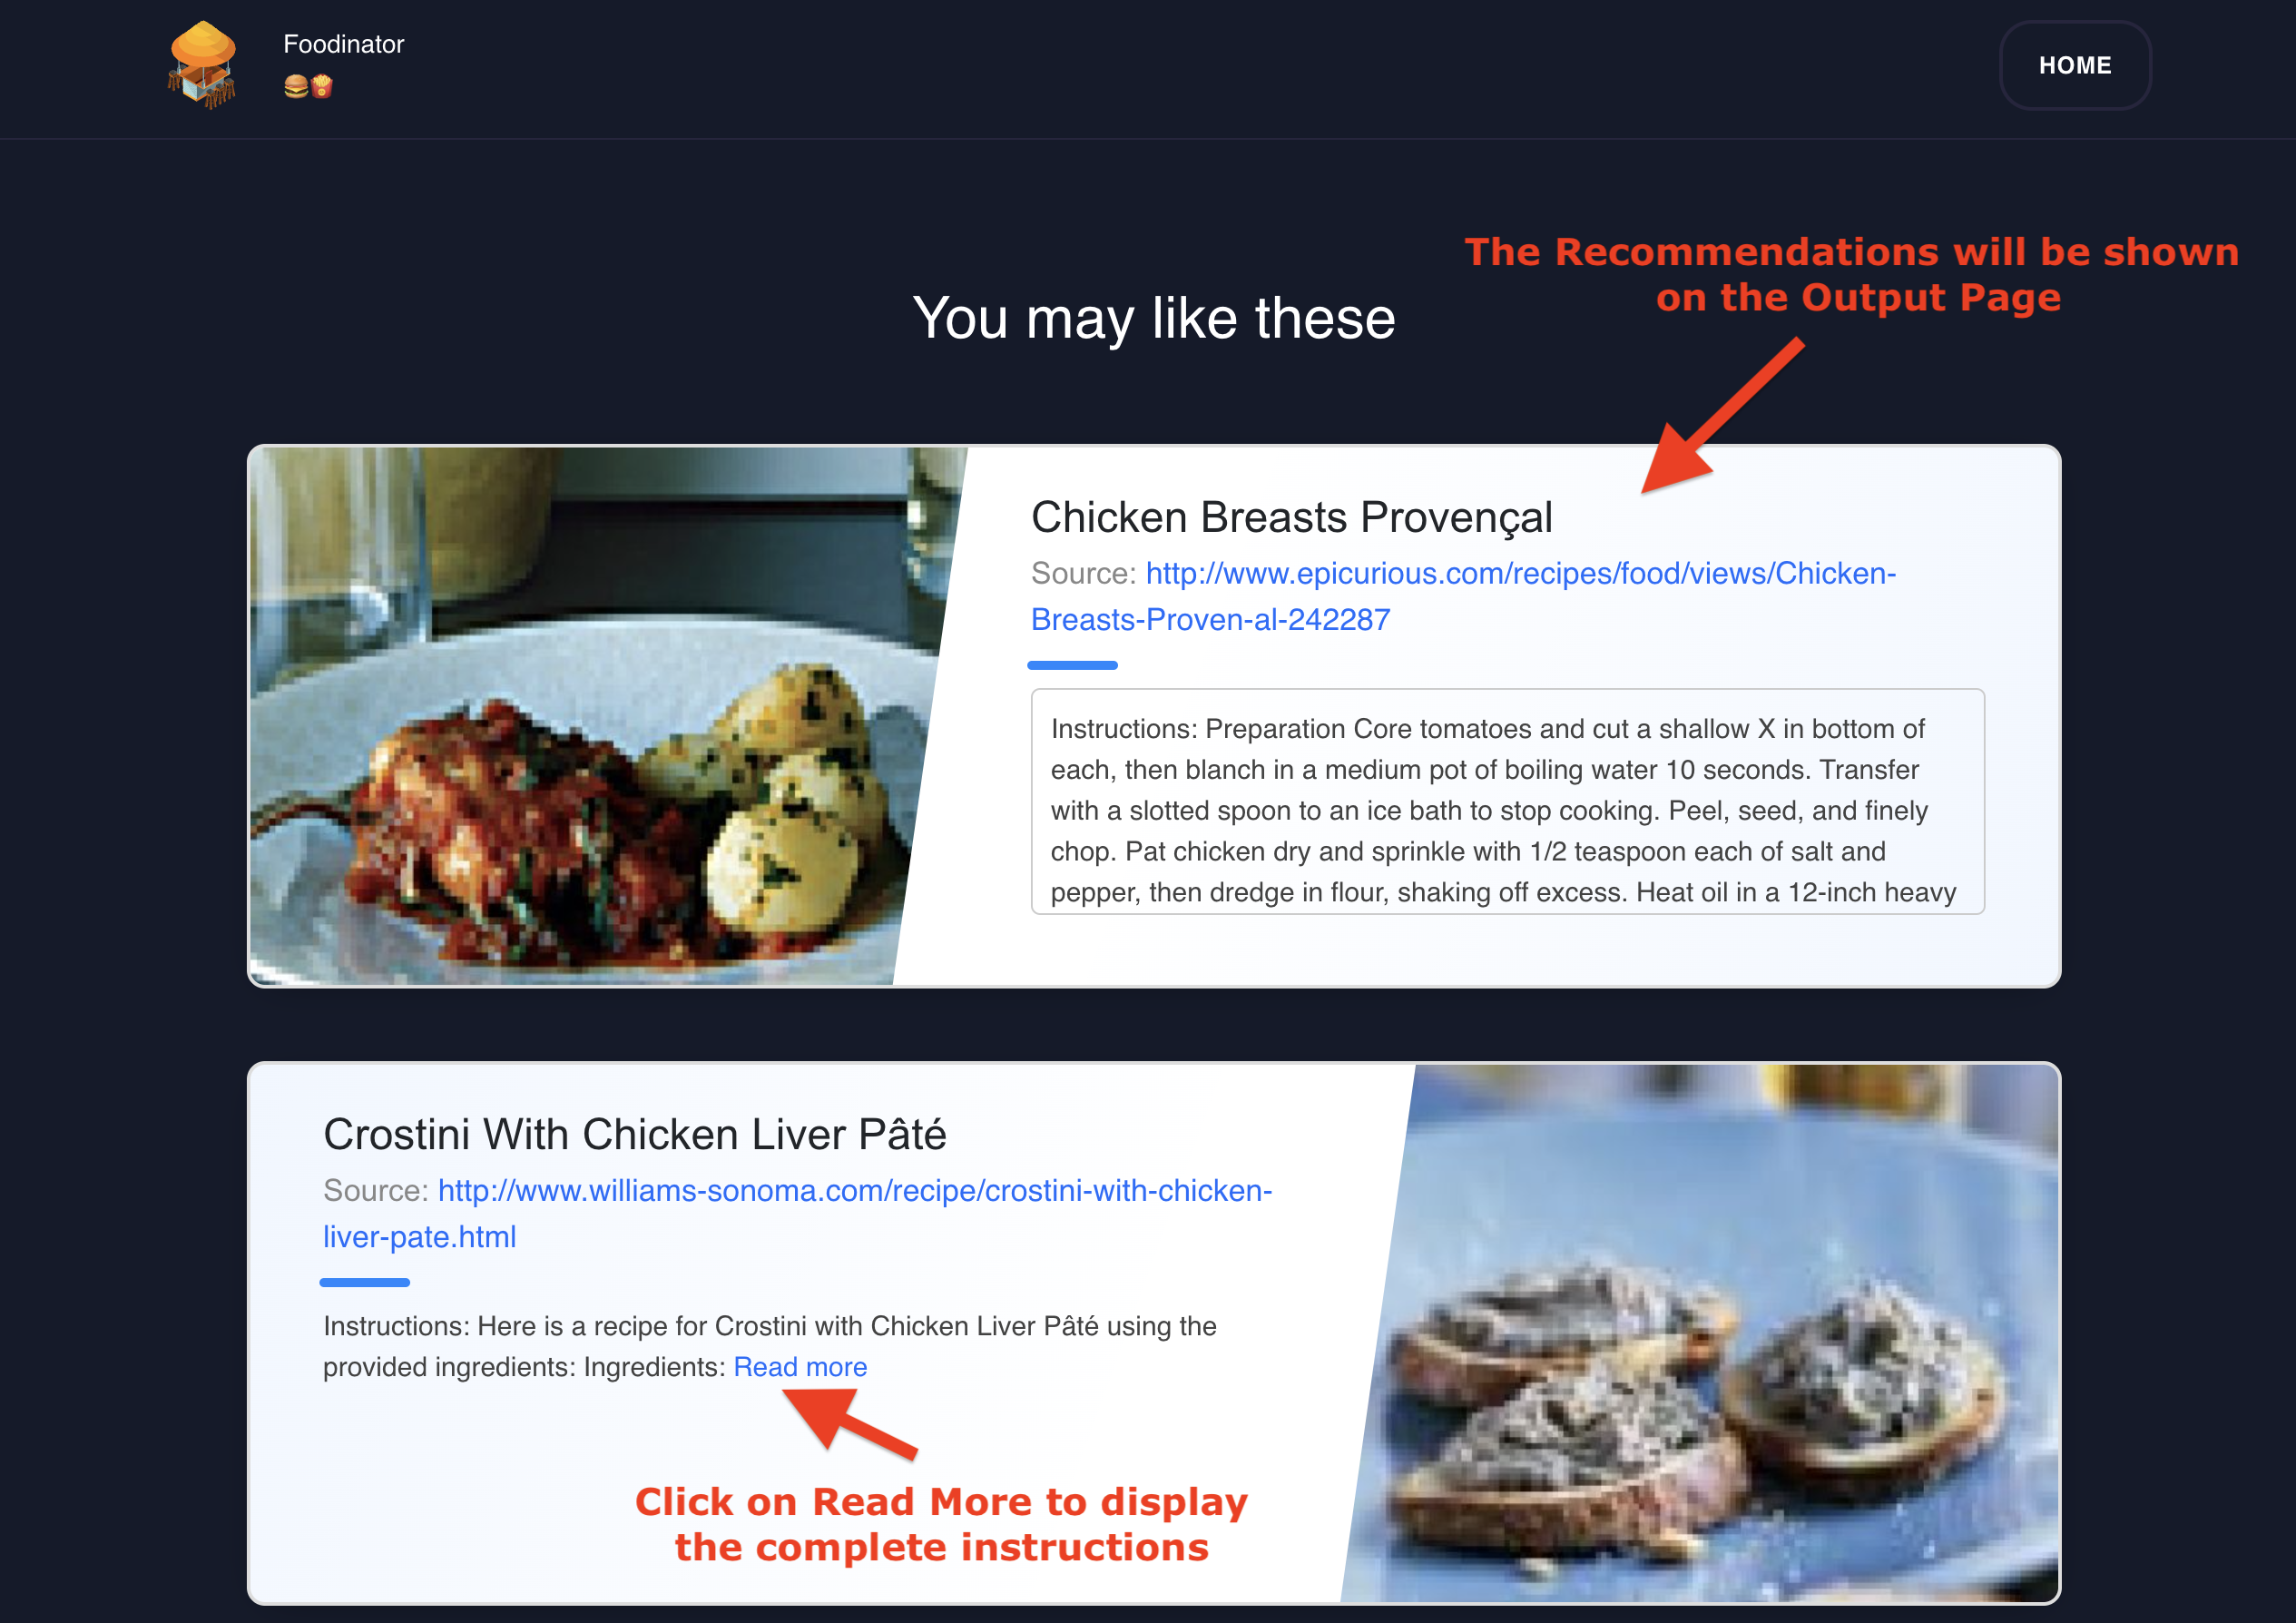 Foodinator
HOME
The Recommendations will be shown
on the Output Page
You may like these
Chicken Breasts Provençal
Source: http://www.epicurious.com/recipes/food/views/Chicken-
Breasts-Proven-al-242287
Instructions: Preparation Core tomatoes and cut a shallow X in bottom of
each, then blanch in a medium pot of boiling water 10 seconds. Transfer
with a slotted spoon to an ice bath to stop cooking. Peel, seed, and finely
chop. Pat chicken dry and sprinkle with 1/2 teaspoon each of salt and
pepper, then dredge in flour, shaking off excess. Heat oil in a 12-inch heavy
Crostini With Chicken Liver Pâté
Source: http://www.williams-sonoma.com/recipe/crostini-with-chicken-
liver-pate.html
Instructions: Here is a recipe for Crostini with Chicken Liver Pâté using the
provided ingredients: Ingredients: Read more
Click on Read More to display
the complete instructions